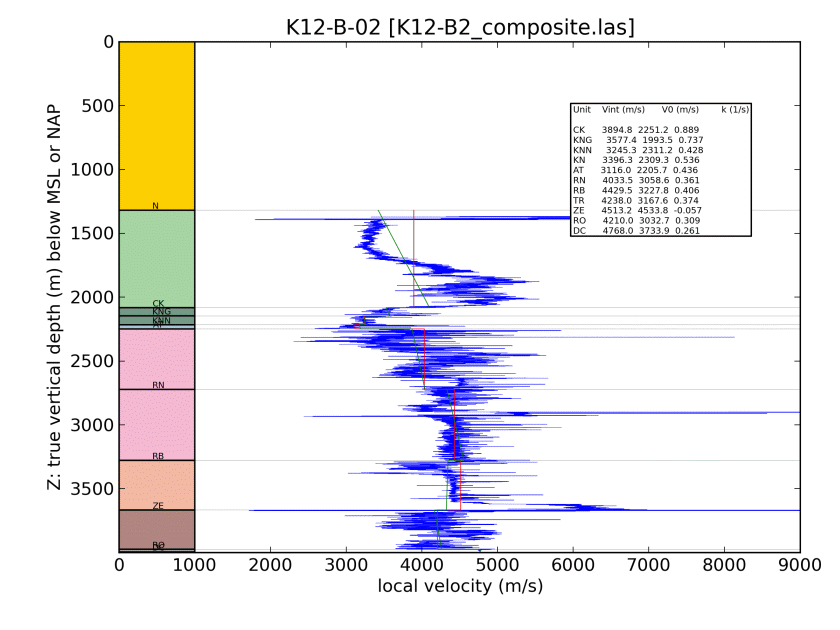 K12-B-02 [K12-B2_composite.las]
Z: true vertical depth (m) below MSL or NAP
0
500
1000
1500
2000
2500
3000
3500
N
CK
KNG
KNN
AT
RN
RB
ZE
RO
DC
Unit Vint (m/s) V0 (m/s) k (1/s)
CK 3894.8 2251.2 0.889
KNG 3577.4 1993.5 0.737
KNN 3245.3 2311.2 0.428
KN 3396.3 2309.3 0.536
AT 3116.0 2205.7 0.436
RN 4033.5 3058.6 0.361
RB 4429.5 3227.8 0.406
TR 4238.0 3167.6 0.374
ZE 4513.2 4533.8 -0.057
RO 4210.0 3032.7 0.309
DC 4768.0 3733.9 0.261
0 1000 2000 3000 4000 5000 6000 7000 8000 9000
local velocity (m/s)